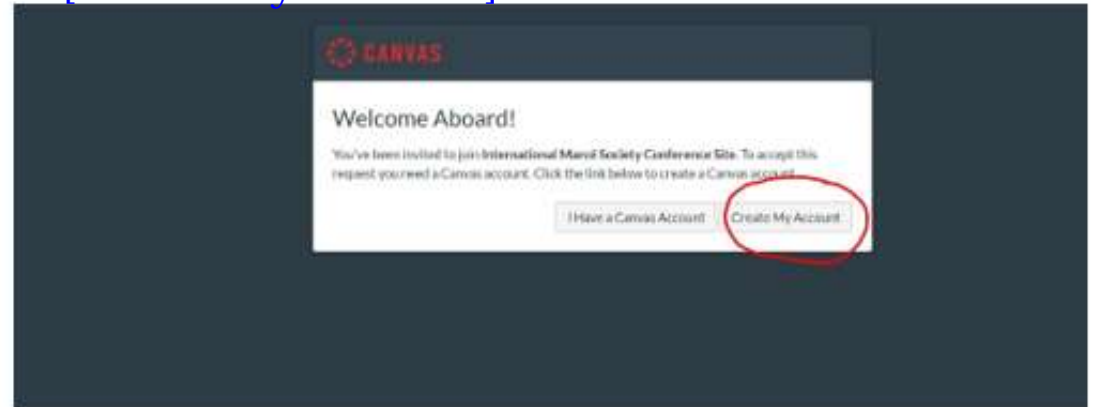 CANVAS
Welcome Aboard!
You've been invited to join International Marcé Society Conference Site. To accept this
request you need a Canvas account. Click the link below to create a Canvas account.
I Have a Canvas Account Create My Account